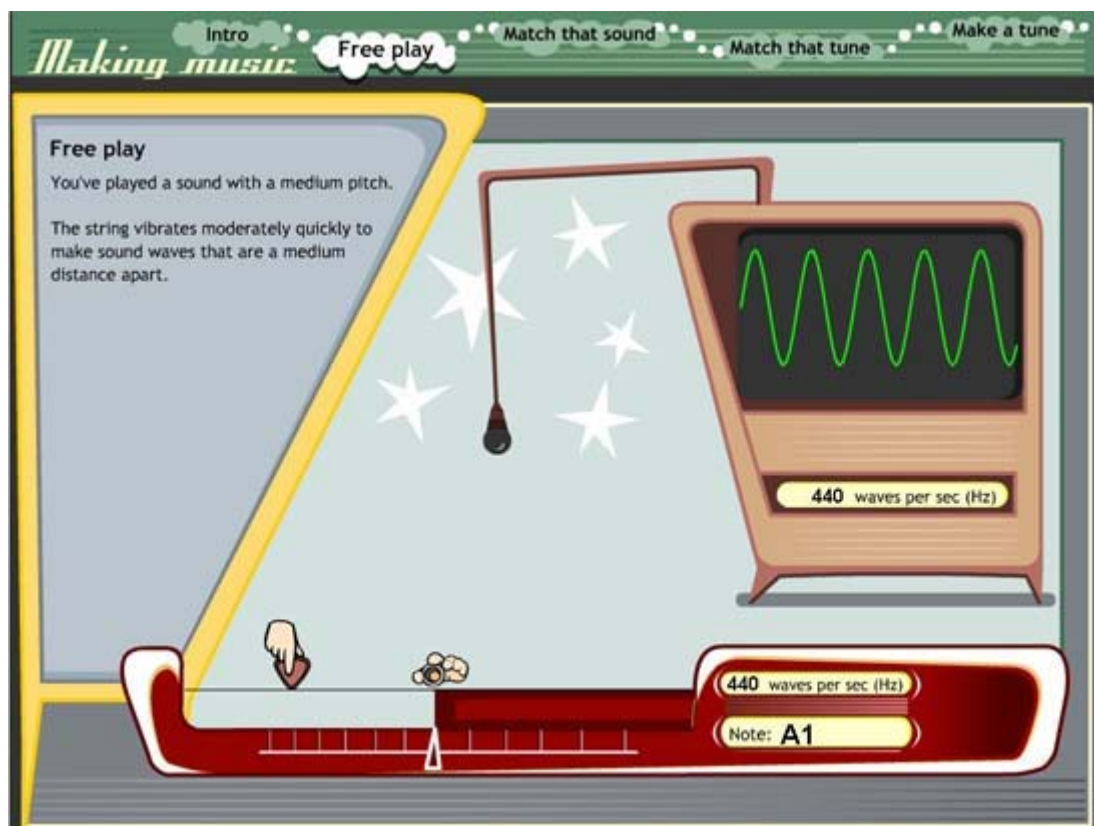 Making music
Intro
Free play
Match that sound
Match that tune
Make a tune
Free play
You've played a sound with a medium pitch.
The string vibrates moderately quickly to
make sound waves that are a medium
distance apart.
440 waves per sec (Hz)
440 waves per sec (Hz)
Note: A1